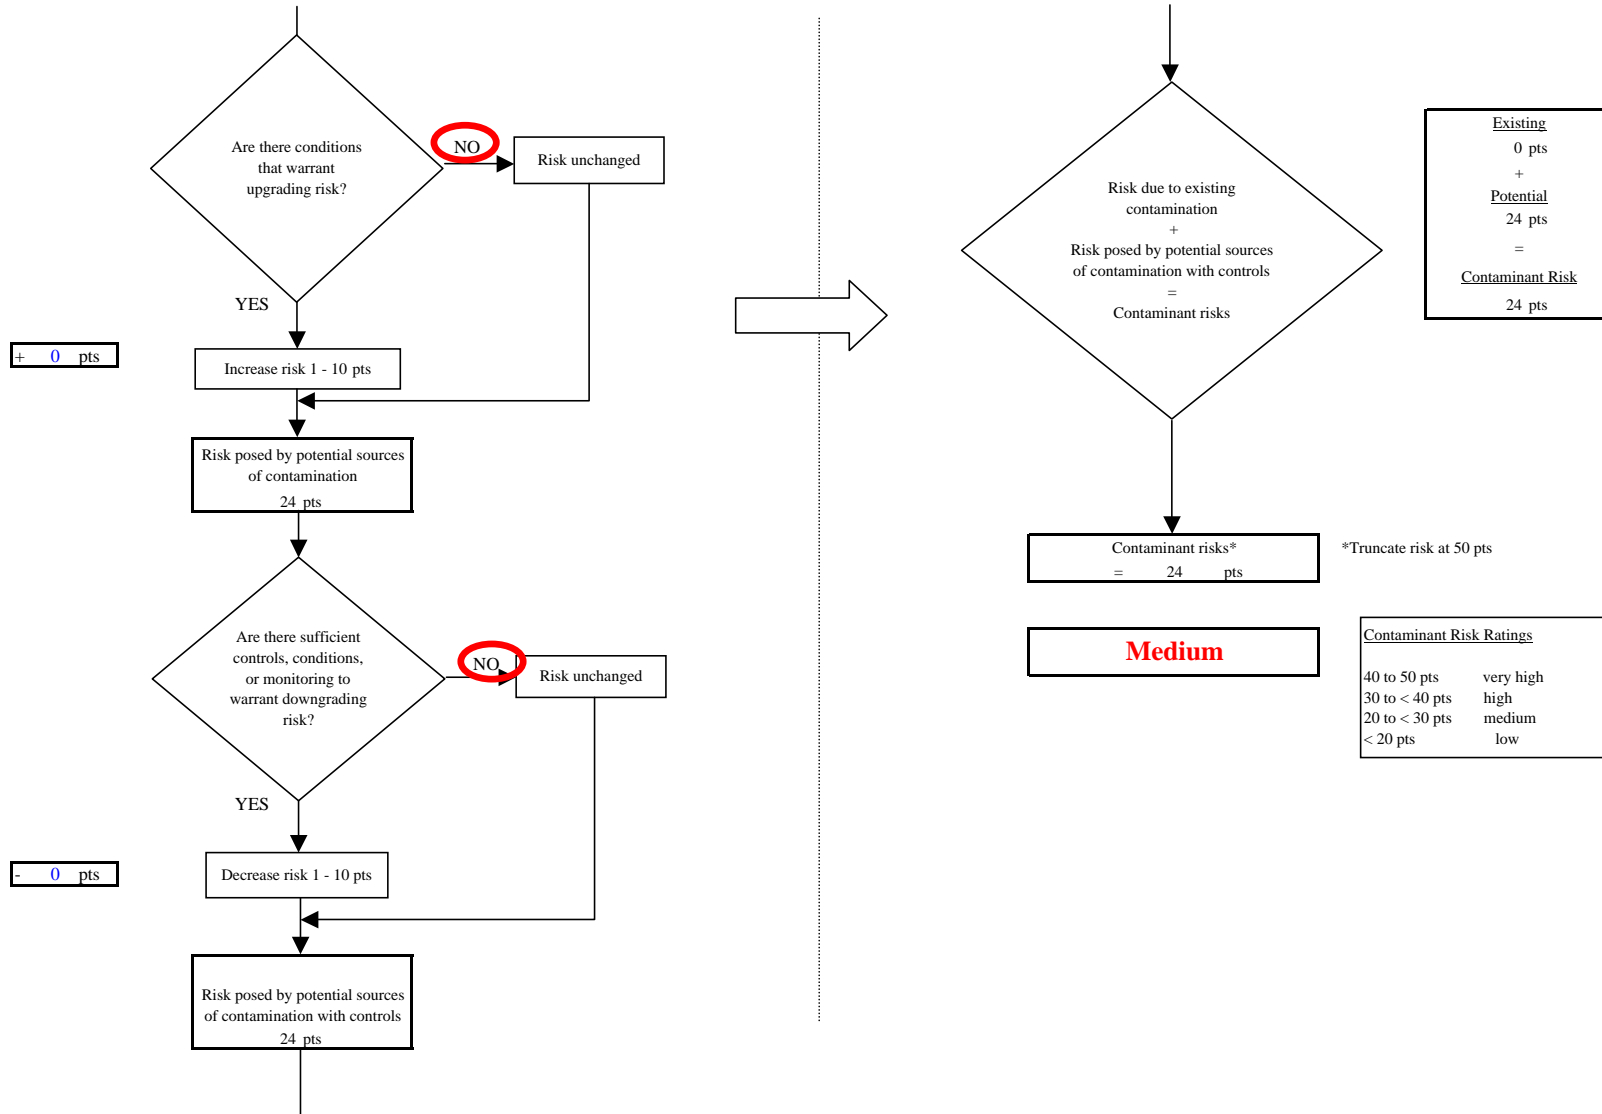 Are there conditions
that warrant
upgrading risk?
NO
Risk unchanged
YES
+ 0 pts
Increase risk 1 - 10 pts
Risk posed by potential sources
of contamination
24 pts
Are there sufficient
controls, conditions,
or monitoring to
warrant downgrading
risk?
NO
Risk unchanged
YES
- 0 pts
Decrease risk 1 - 10 pts
Risk posed by potential sources
of contamination with controls
24 pts
Risk due to existing
contamination
+
Risk posed by potential sources
of contamination with controls
=
Contaminant risks
Existing
0 pts
+
Potential
24 pts
=
Contaminant Risk
24 pts
Contaminant risks*
= 24 pts
*Truncate risk at 50 pts
Medium
Contaminant Risk Ratings
40 to 50 pts very high
30 to < 40 pts high
20 to < 30 pts medium
< 20 pts low